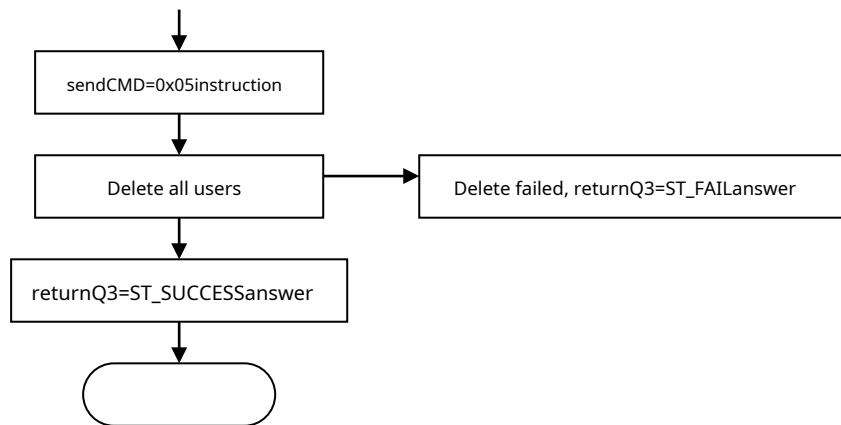 sendCMD=0x05instruction
Delete all users
Delete failed, returnQ3=ST_FAILanswer
returnQ3=ST_SUCCESSanswer